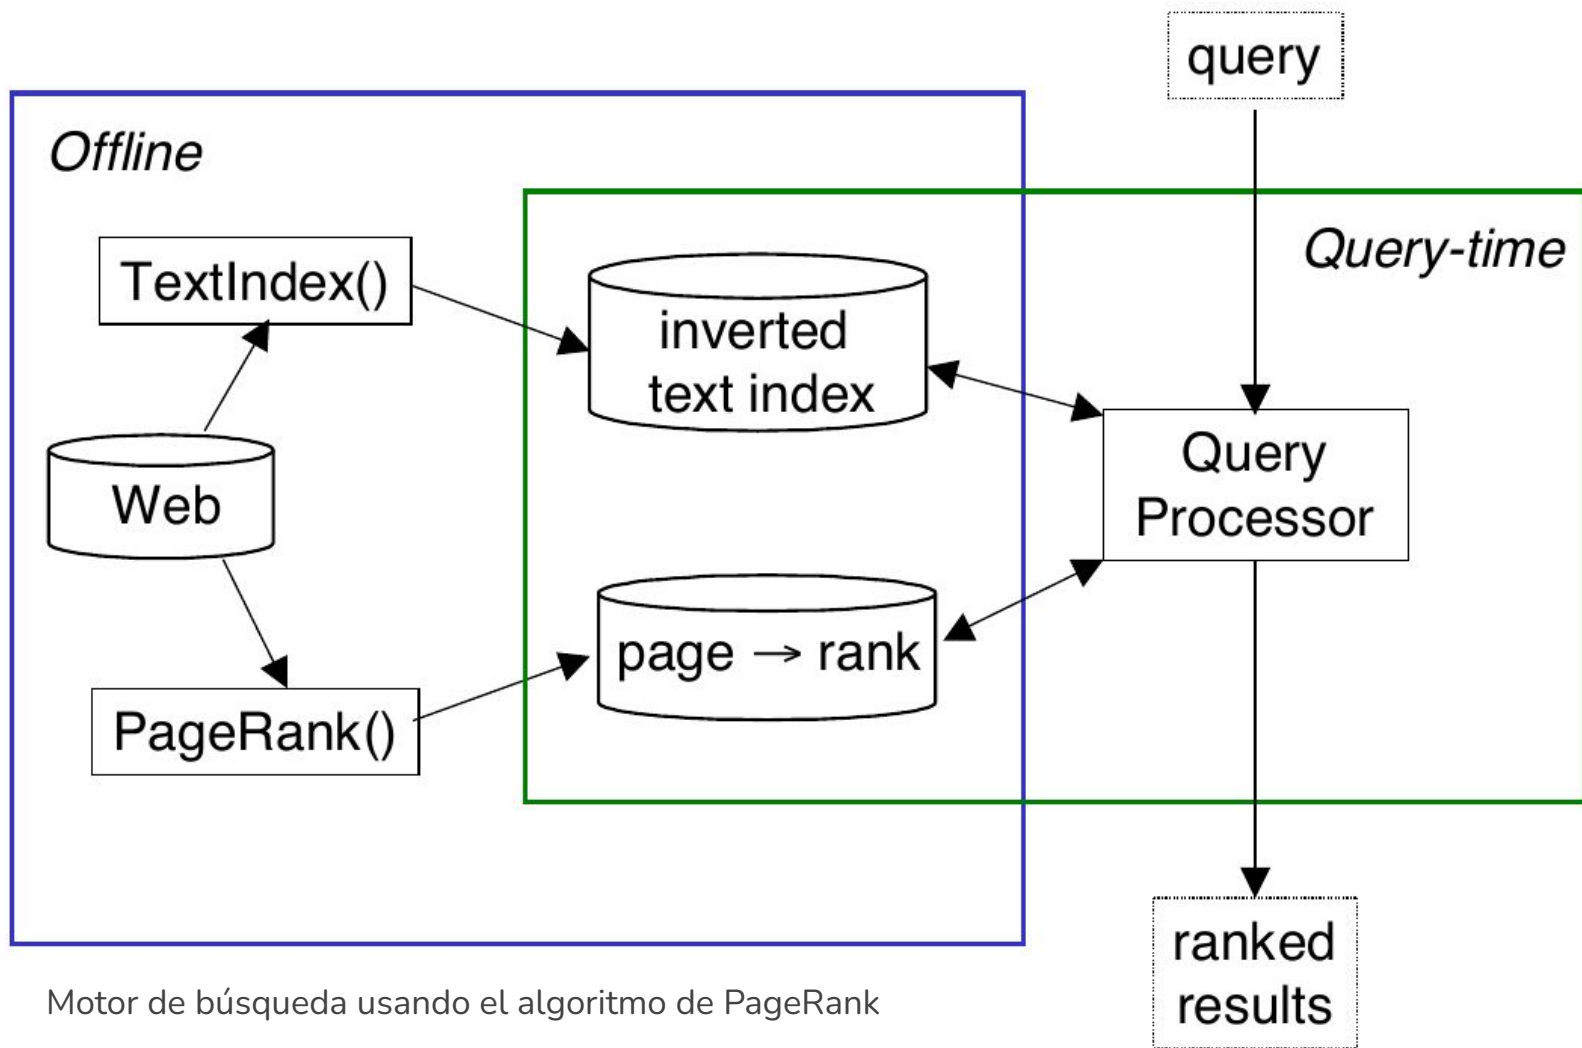 query
Offline
Query-time
TextIndex()
inverted
text index
Web
Query
Processor
page → rank
PageRank()
ranked
results
Motor de búsqueda usando el algoritmo de PageRank